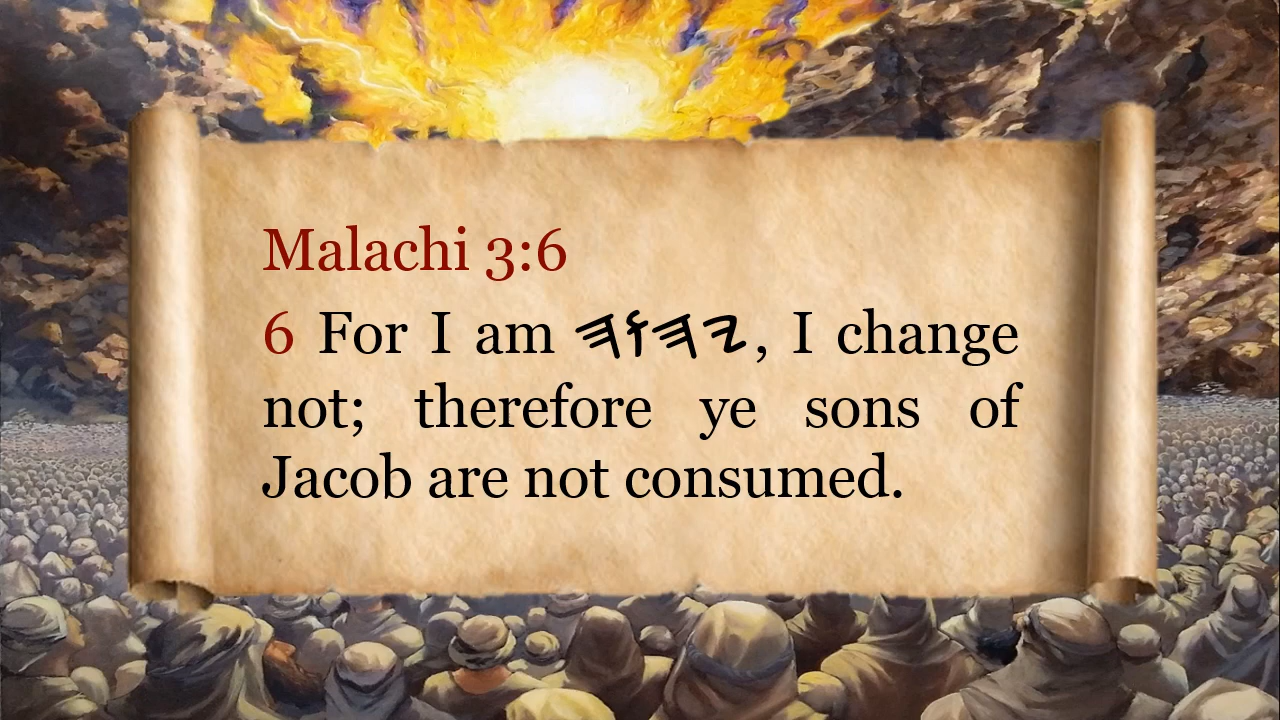 Malachi 3:6
6 For I am 𐤉𐤄𐤅𐤄, I change
not; therefore ye sons of
Jacob are not consumed.